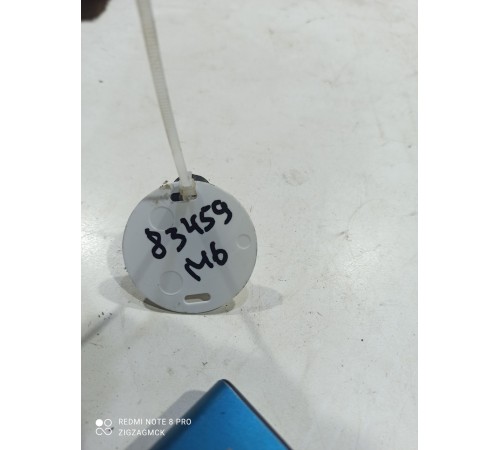 83459
M6
REDMI NOTE 8 PRO
ZIGZAGMCK